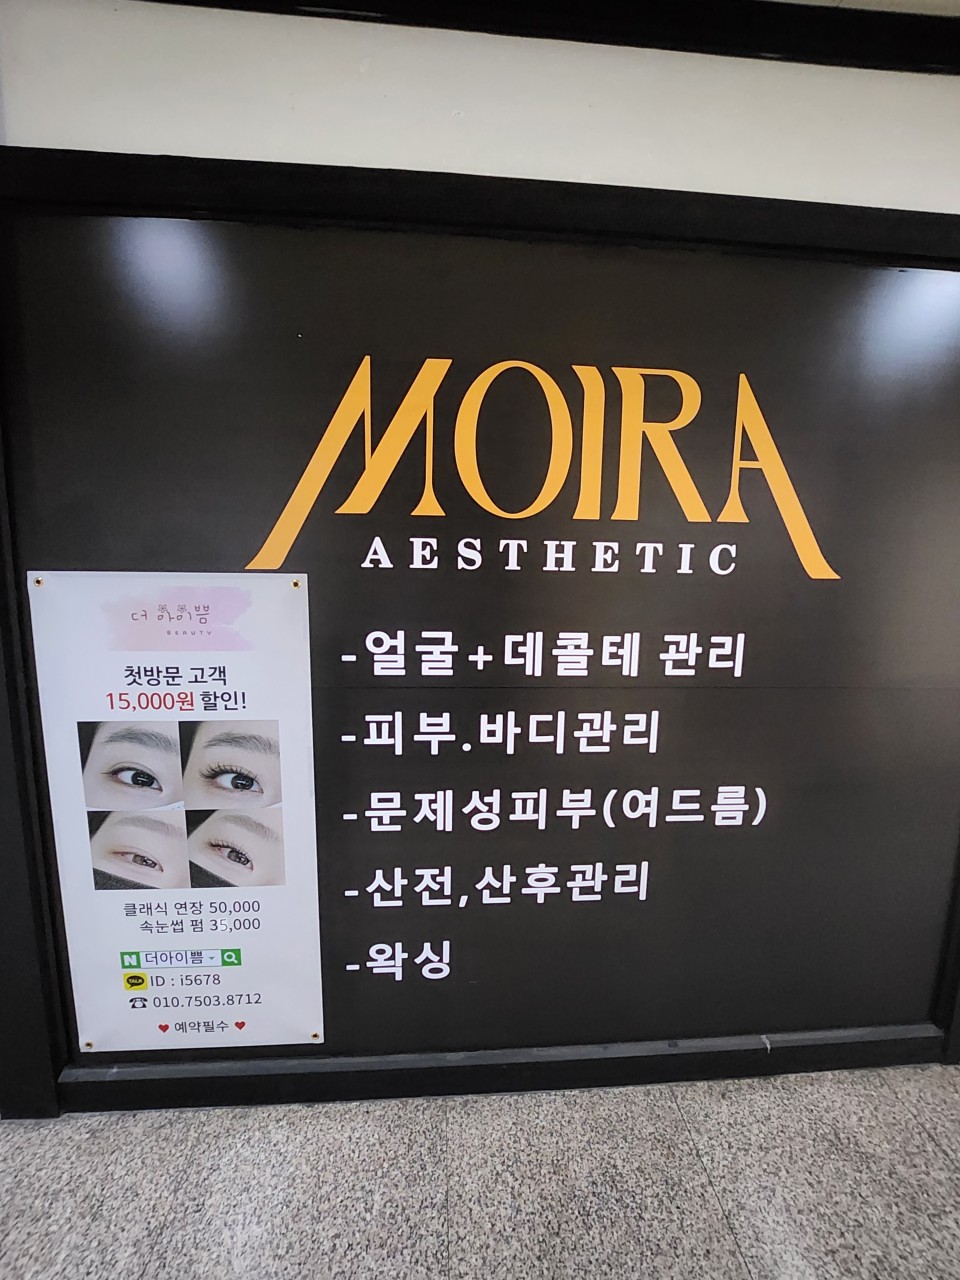 MOIRA
AESTHETIC
-얼굴+데콜테 관리
-피부.바디관리
-문제성피부(여드름)
-산전,산후관리
-왁싱
더 아이쁨
BEAUTY
첫방문 고객
15,000원 할인!
클래식 연장 50,000
속눈썹 펌 35,000
N 더아이쁨
TALK ID : i5678
☎ 010.7503.8712
♥ 예약필수 ♥